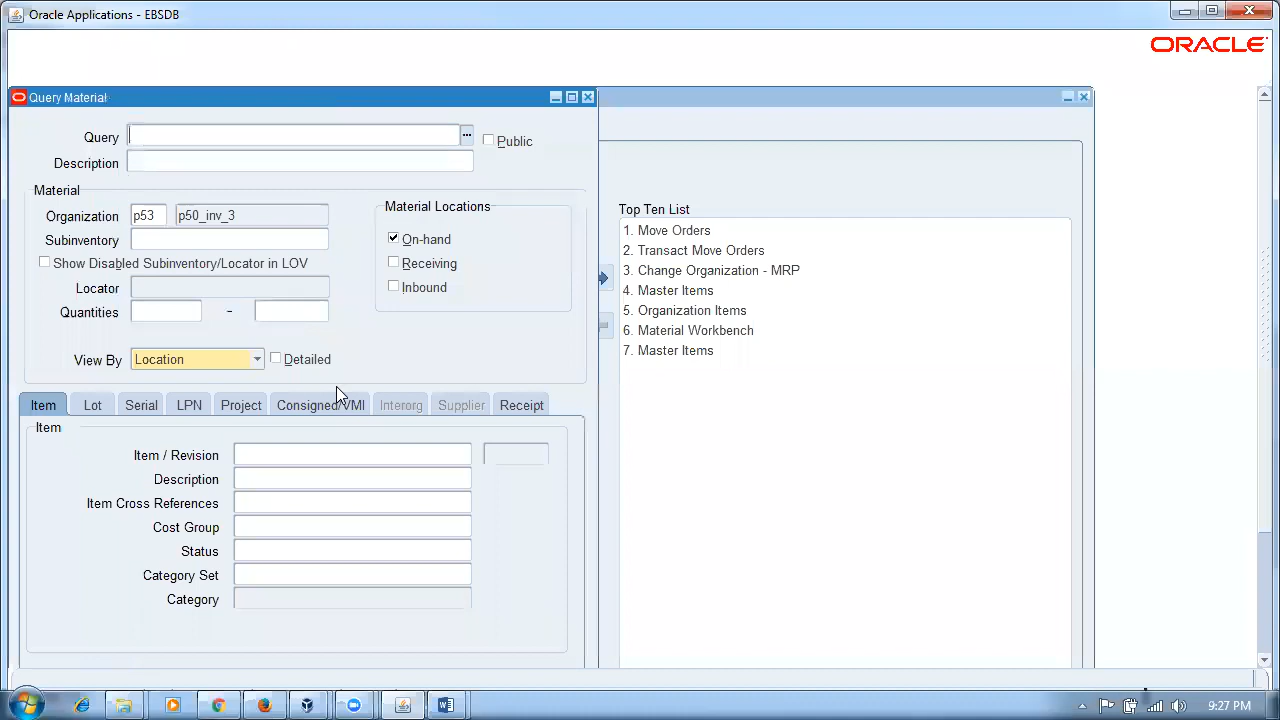 Oracle Applications - EBSDB
ORACLE
Query Material
Query
Public
Description
Material
Organization p53 p50_inv_3
Subinventory
Show Disabled Subinventory/Locator in LOV
Locator
Quantities -
View By Location Detailed
Material Locations
On-hand
Receiving
Inbound
Item Lot Serial LPN Project Consigned/VMI Interorg Supplier Receipt
Item
Item / Revision
Description
Item Cross References
Cost Group
Status
Category Set
Category
Top Ten List
1. Move Orders
2. Transact Move Orders
3. Change Organization - MRP
4. Master Items
5. Organization Items
6. Material Workbench
7. Master Items
9:27 PM